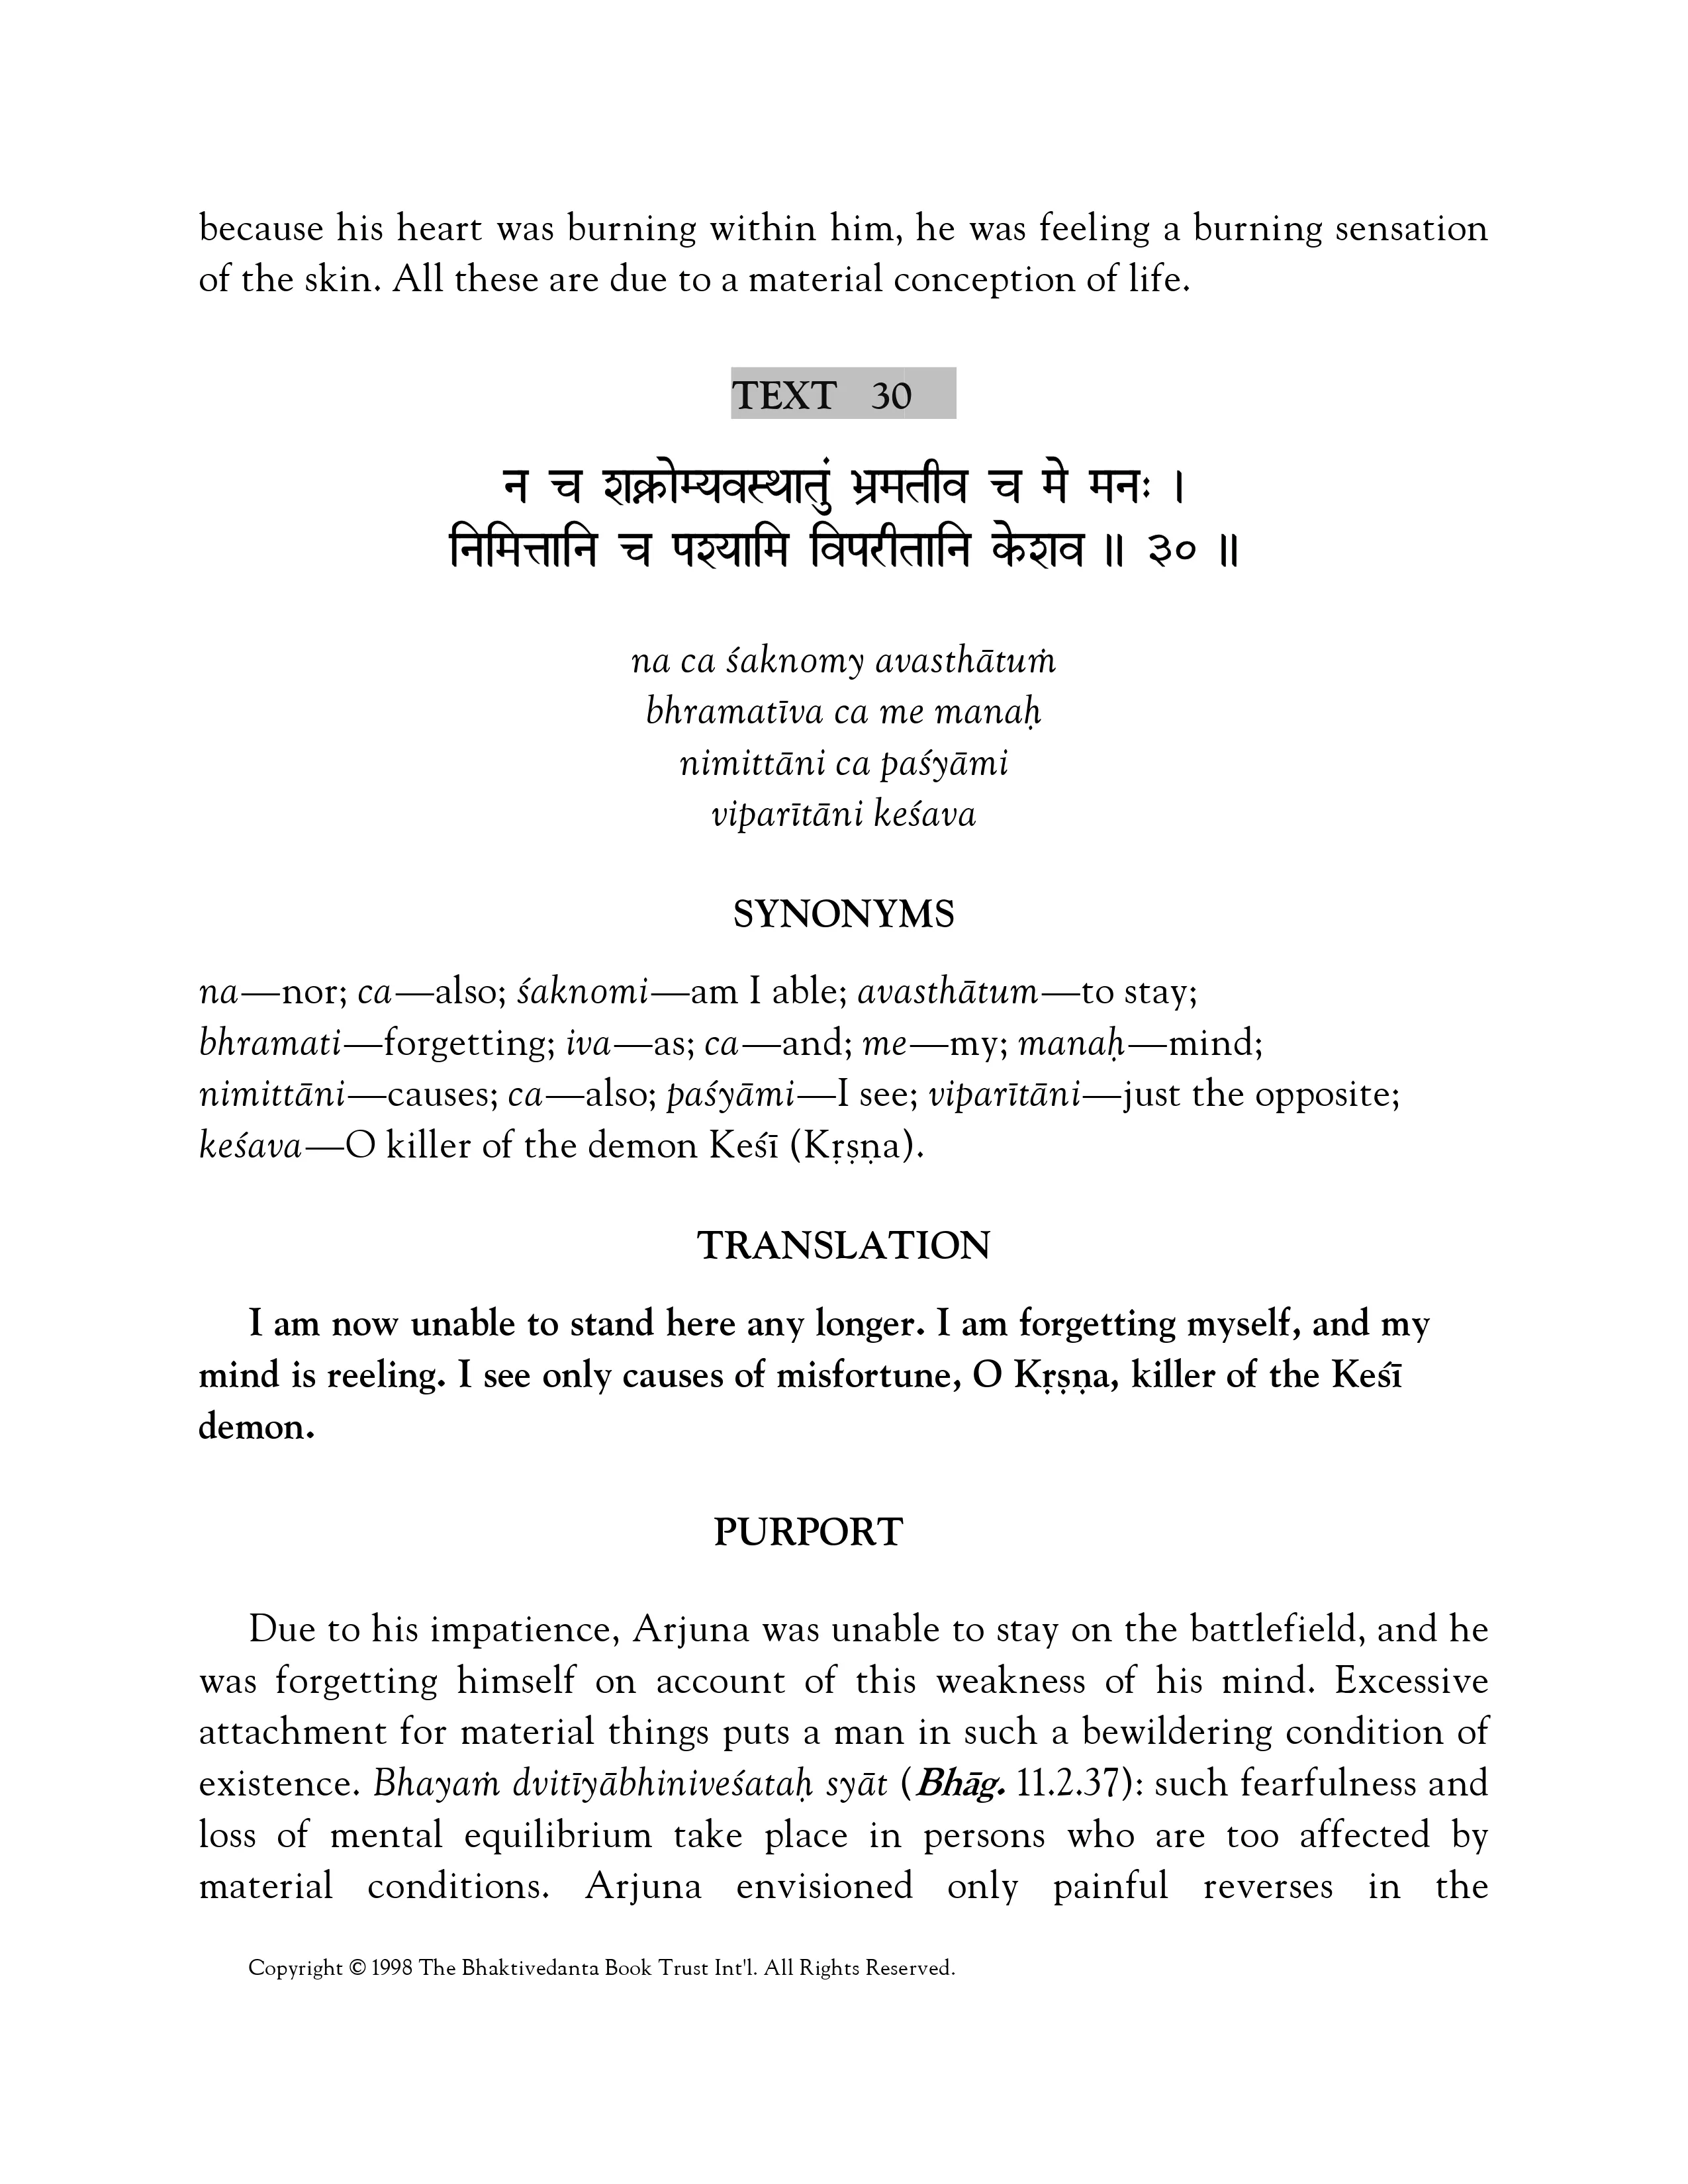 because his heart was burning within him, he was feeling a burning sensation
of the skin. All these are due to a material conception of life.
TEXT 30
न च शक्नोम्यवस्थातुं भ्रमतीव च मे मनः ।
निमित्तानि च पश्यामि विपरीतानि केशव ॥ ३० ॥
na ca śaknomy avasthātuṁ
bhramatīva ca me manaḥ
nimittāni ca paśyāmi
viparītāni keśava
SYNONYMS
na—nor; ca—also; śaknomi—am I able; avasthātum—to stay;
bhramati—forgetting; iva—as; ca—and; me—my; manaḥ—mind;
nimittāni—causes; ca—also; paśyāmi—I see; viparītāni—just the opposite;
keśava—O killer of the demon Keśī (Kṛṣṇa).
TRANSLATION
I am now unable to stand here any longer. I am forgetting myself, and my
mind is reeling. I see only causes of misfortune, O Kṛṣṇa, killer of the Keśī
demon.
PURPORT
Due to his impatience, Arjuna was unable to stay on the battlefield, and he
was forgetting himself on account of this weakness of his mind. Excessive
attachment for material things puts a man in such a bewildering condition of
existence. Bhayaṁ dvitīyābhiniveśataḥ syāt (Bhāg. 11.2.37): such fearfulness and
loss of mental equilibrium take place in persons who are too affected by
material conditions. Arjuna envisioned only painful reverses in the
Copyright © 1998 The Bhaktivedanta Book Trust Int'l. All Rights Reserved.